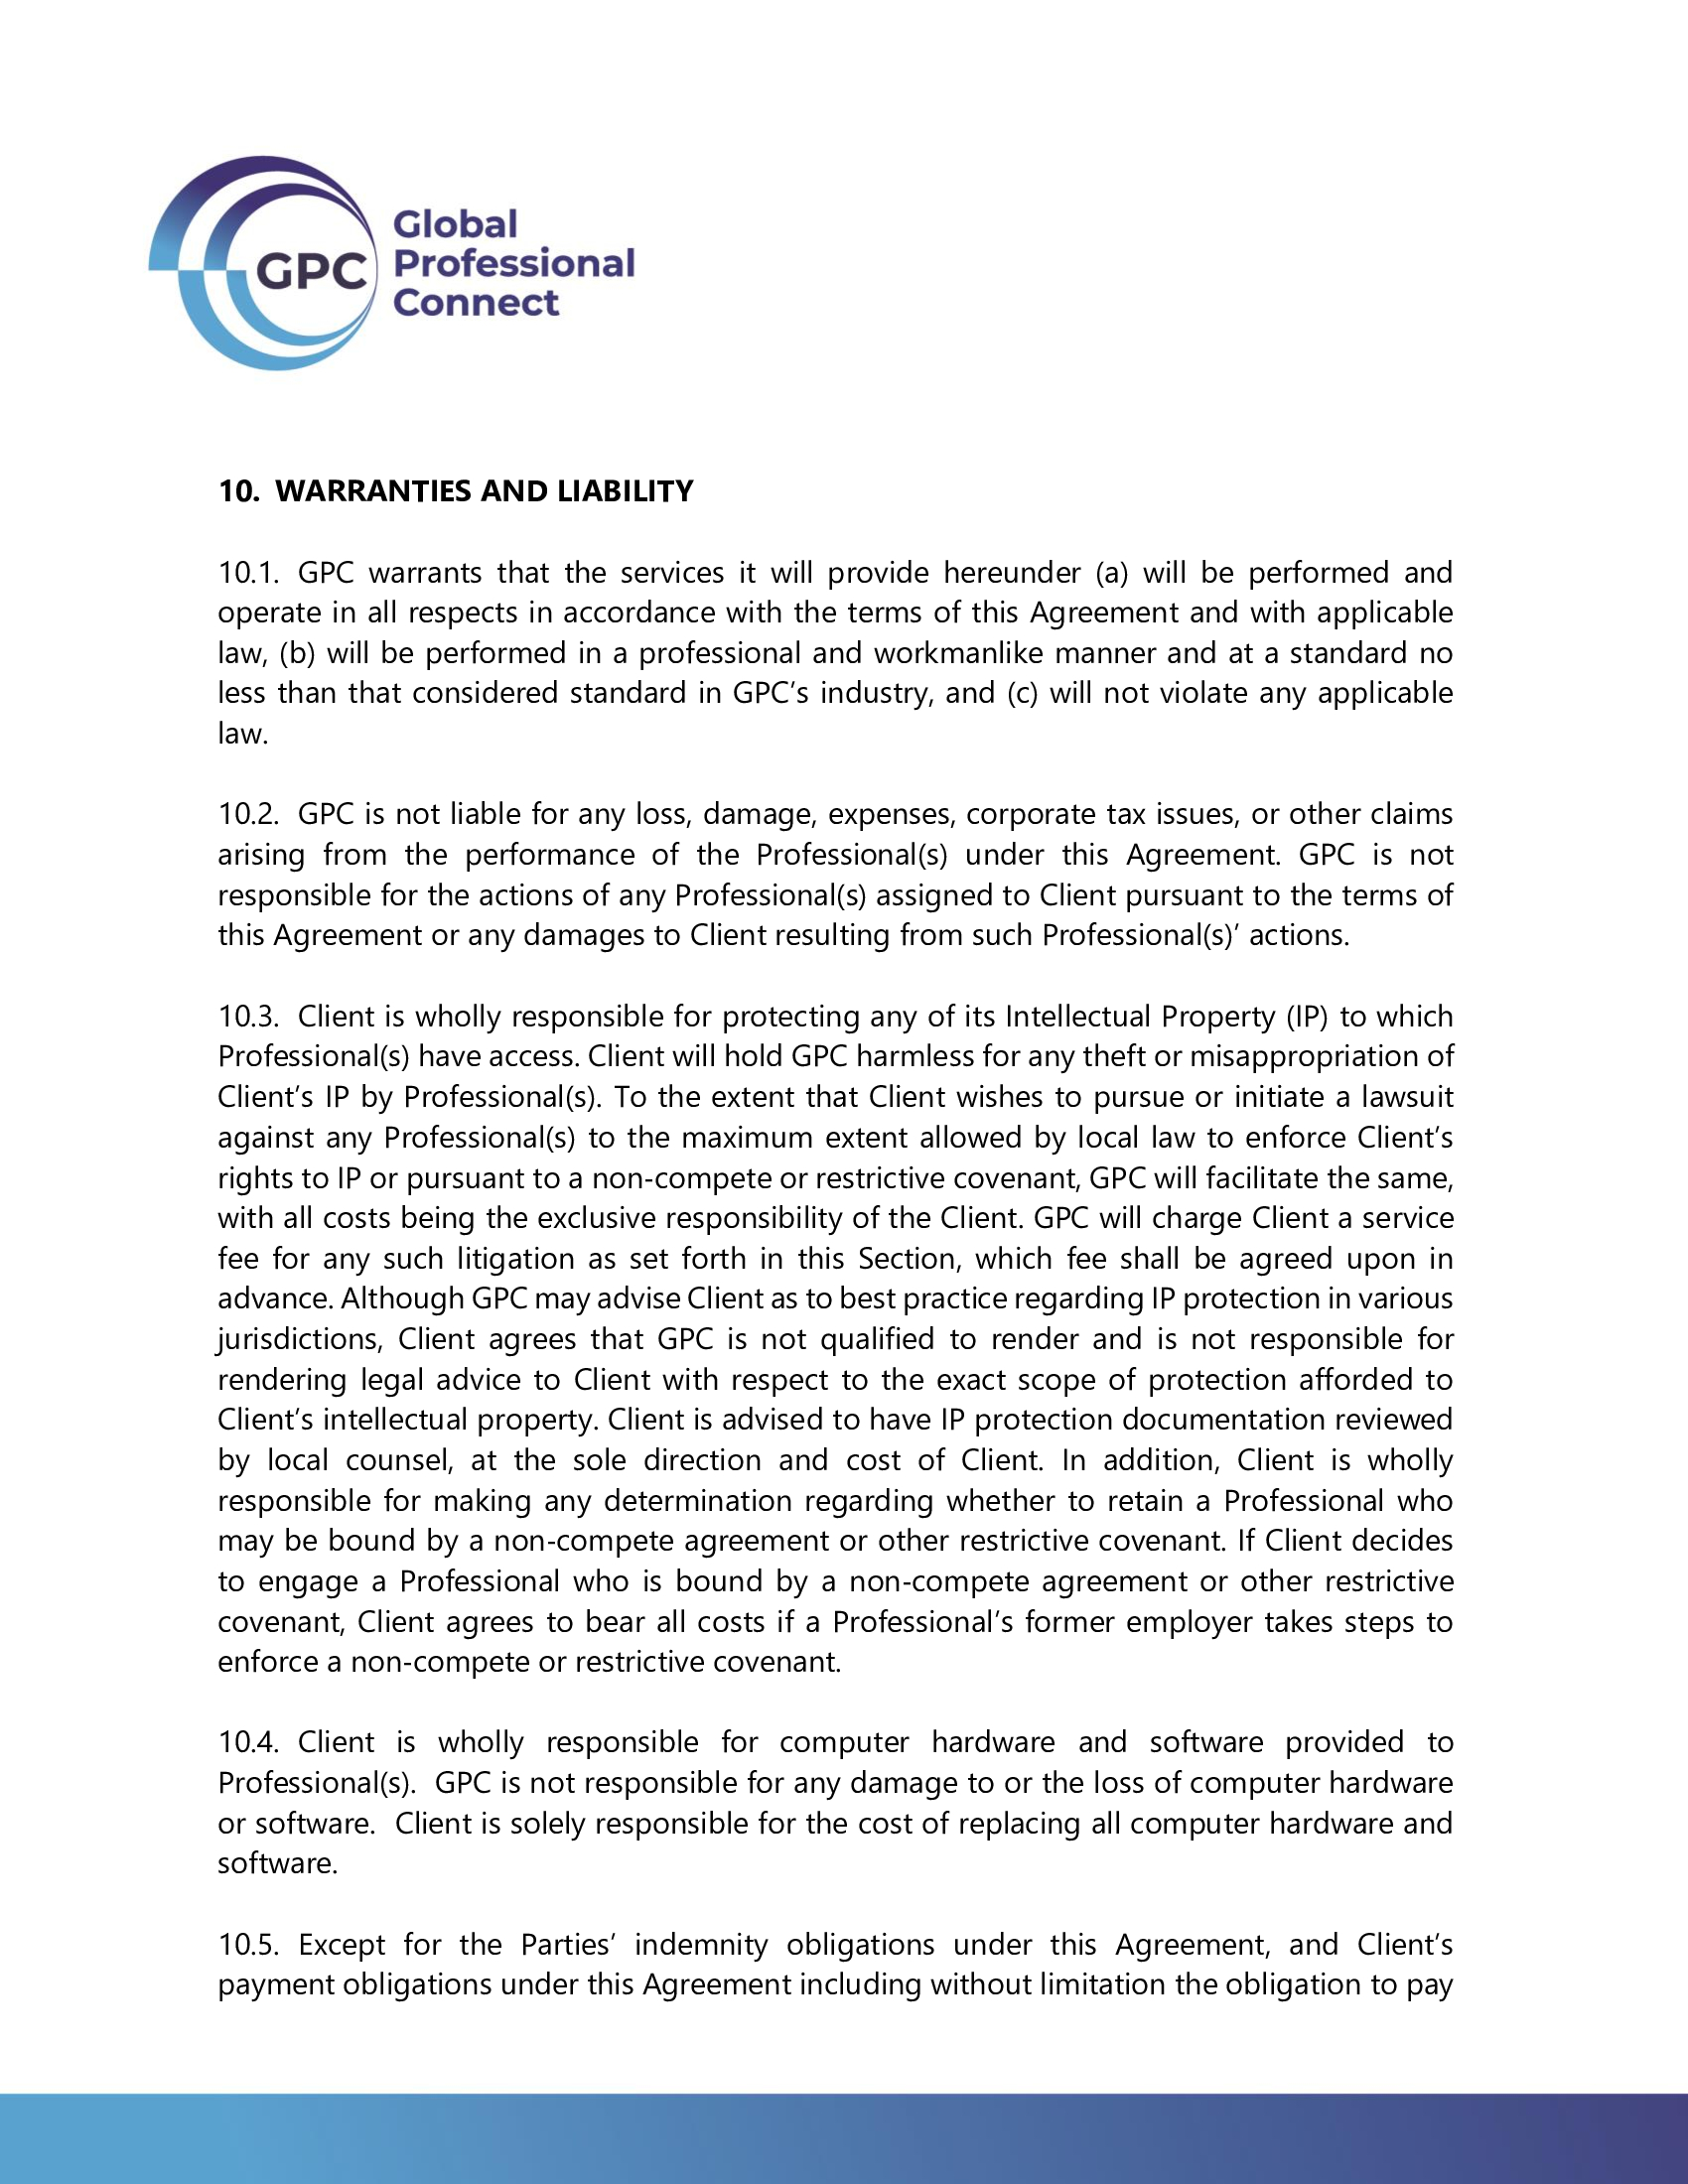 GPC
Global
Professional
Connect
10. WARRANTIES AND LIABILITY
10.1. GPC warrants that the services it will provide hereunder (a) will be performed and
operate in all respects in accordance with the terms of this Agreement and with applicable
law, (b) will be performed in a professional and workmanlike manner and at a standard no
less than that considered standard in GPC’s industry, and (c) will not violate any applicable
law.
10.2. GPC is not liable for any loss, damage, expenses, corporate tax issues, or other claims
arising from the performance of the Professional(s) under this Agreement. GPC is not
responsible for the actions of any Professional(s) assigned to Client pursuant to the terms of
this Agreement or any damages to Client resulting from such Professional(s)’ actions.
10.3. Client is wholly responsible for protecting any of its Intellectual Property (IP) to which
Professional(s) have access. Client will hold GPC harmless for any theft or misappropriation of
Client’s IP by Professional(s). To the extent that Client wishes to pursue or initiate a lawsuit
against any Professional(s) to the maximum extent allowed by local law to enforce Client’s
rights to IP or pursuant to a non-compete or restrictive covenant, GPC will facilitate the same,
with all costs being the exclusive responsibility of the Client. GPC will charge Client a service
fee for any such litigation as set forth in this Section, which fee shall be agreed upon in
advance. Although GPC may advise Client as to best practice regarding IP protection in various
jurisdictions, Client agrees that GPC is not qualified to render and is not responsible for
rendering legal advice to Client with respect to the exact scope of protection afforded to
Client’s intellectual property. Client is advised to have IP protection documentation reviewed
by local counsel, at the sole direction and cost of Client. In addition, Client is wholly
responsible for making any determination regarding whether to retain a Professional who
may be bound by a non-compete agreement or other restrictive covenant. If Client decides
to engage a Professional who is bound by a non-compete agreement or other restrictive
covenant, Client agrees to bear all costs if a Professional’s former employer takes steps to
enforce a non-compete or restrictive covenant.
10.4. Client is wholly responsible for computer hardware and software provided to
Professional(s). GPC is not responsible for any damage to or the loss of computer hardware
or software. Client is solely responsible for the cost of replacing all computer hardware and
software.
10.5. Except for the Parties’ indemnity obligations under this Agreement, and Client’s
payment obligations under this Agreement including without limitation the obligation to pay